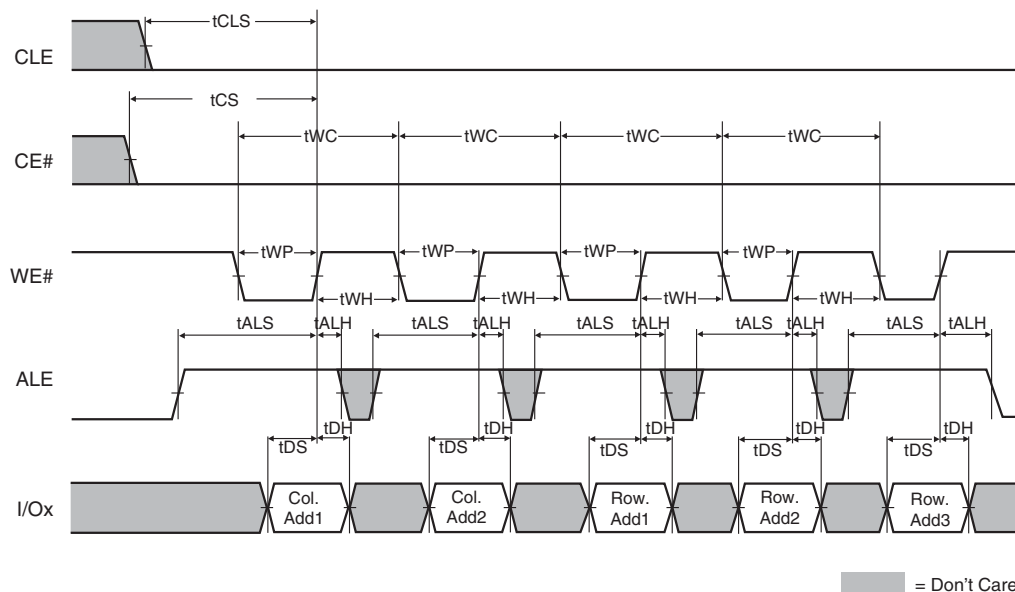 tCLS
CLE
tCS
tWC tWC tWC tWC
CE#
tWP tWP tWP tWP
WE#
tWH tWH tWH tWH
tALS tALH tALS tALH tALS tALH tALS tALH tALS tALH
ALE
tDH tDH tDH tDH tDH
tDS tDS tDS tDS tDS
I/Ox
Col. Add1
Col. Add2
Row. Add1
Row. Add2
Row. Add3
= Don't Care